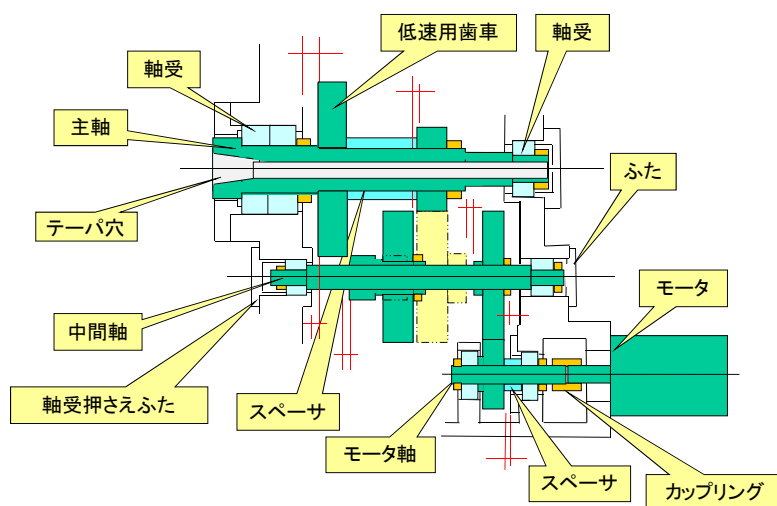 低速用歯車
軸受
軸受
主軸
ふた
テーパ穴
モータ
中間軸
軸受押さえふた
スペーサ
モータ軸
スペーサ
カップリング